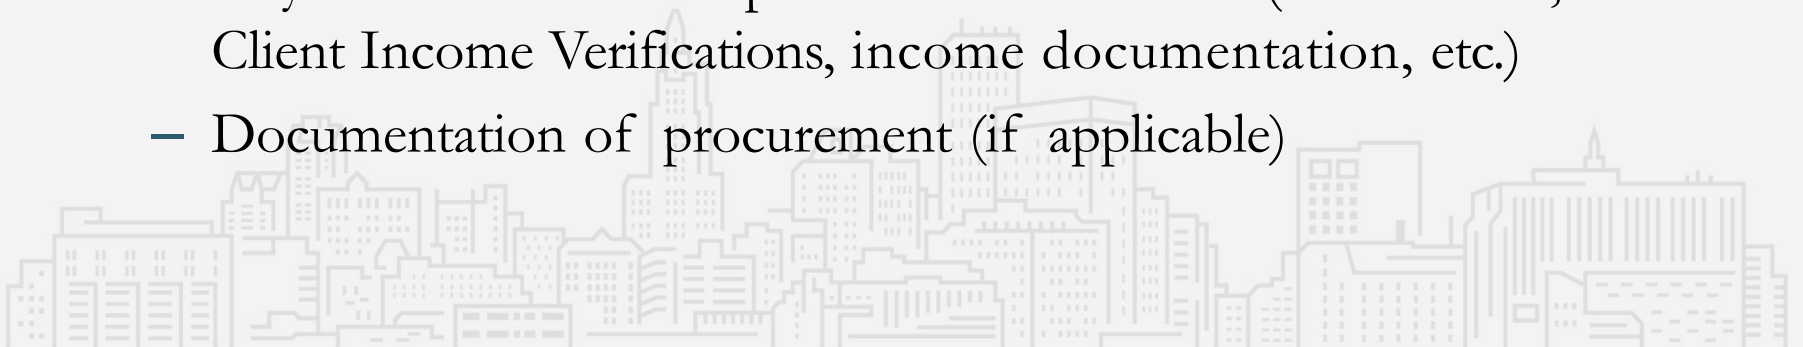 Client Income Verifications, income documentation, etc.)
– Documentation of procurement (if applicable)